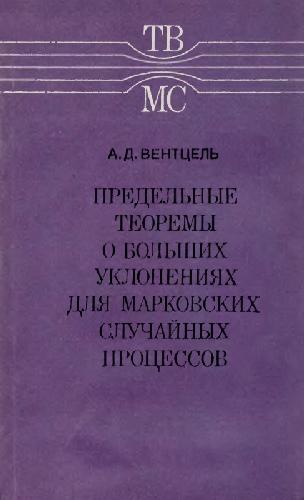 ТВ
МС
А. Д. ВЕНТЦЕЛЬ
ПРЕДЕЛЬНЫЕ
ТЕОРЕМЫ
О БОЛЬШИХ
УКЛОНЕНИЯХ
ДЛЯ МАРКОВСКИХ
СЛУЧАЙНЫХ
ПРОЦЕССОВ